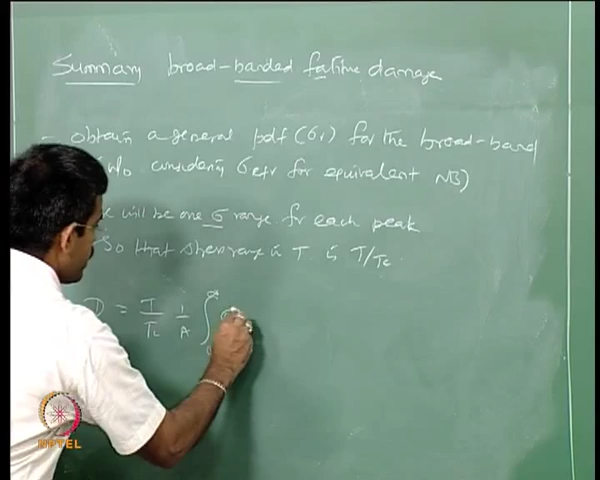 Summary broad-banded fatigue damage
- obtain a general pdf (σr) for the broad-band
considering σeqv for equivalent NB)
will be one σ range for each peak
So that stress range in T is T/Tc
D = T/Tc 1/A ∫
NPTEL